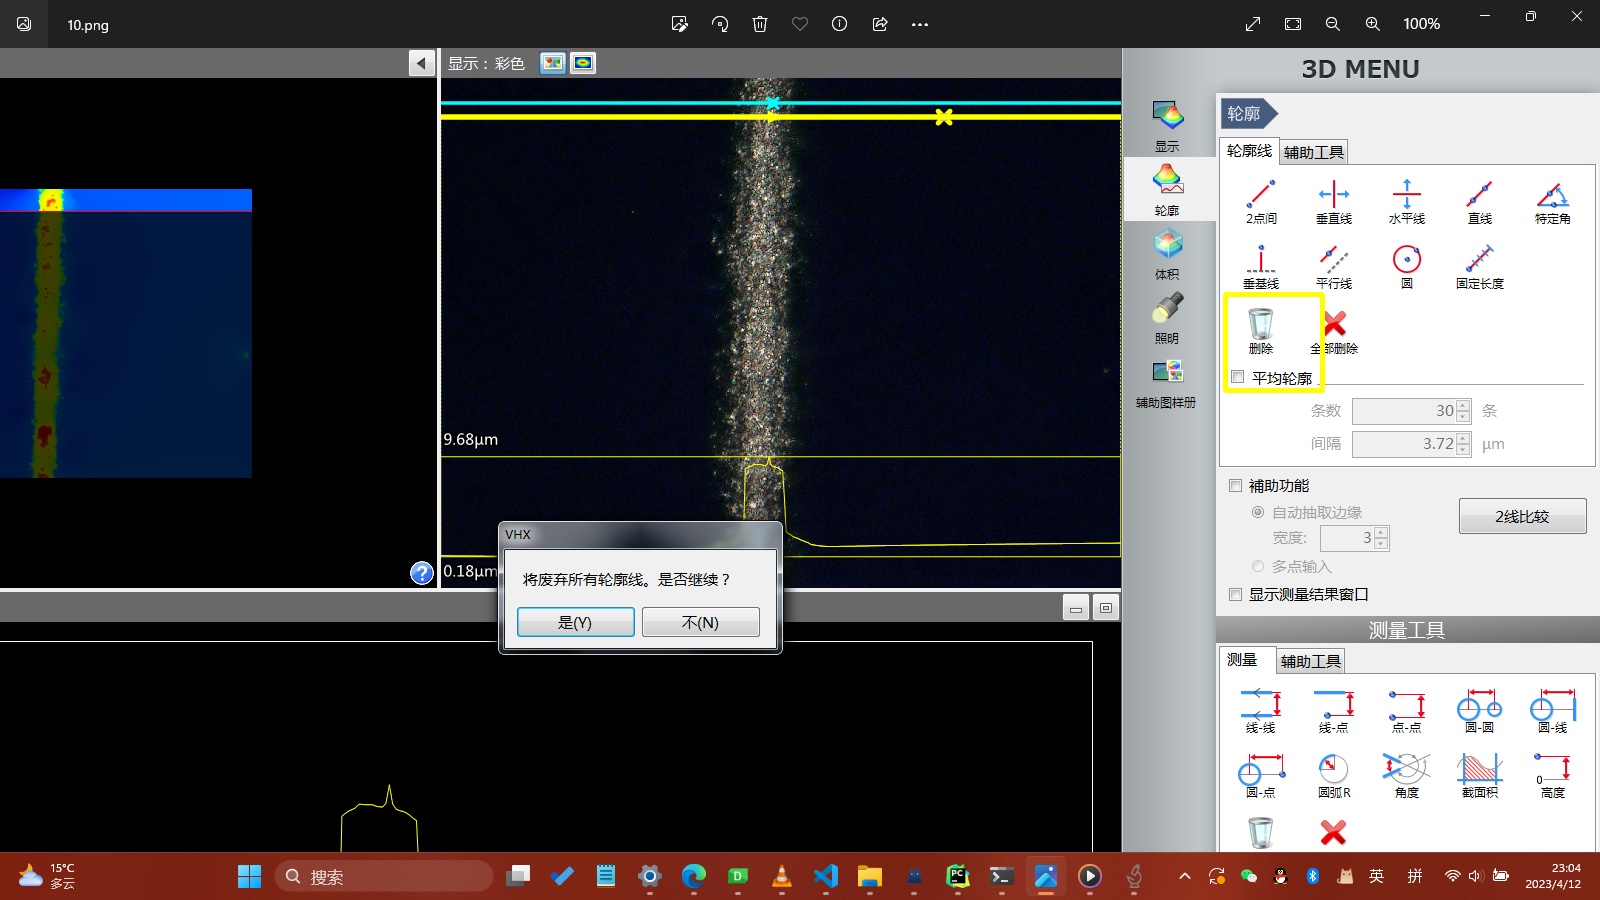 10.png
100%
显示：彩色
3D MENU
轮廓
轮廓线
辅助工具
显示
轮廓
体积
照明
辅助图样册
2点间
垂直线
水平线
直线
特定角
垂基线
平行线
圆
固定长度
删除
全部删除
平均轮廓
条数
30
条
间隔
3.72
μm
补助功能
自动抽取边缘
宽度:
3
多点输入
2线比较
显示测量结果窗口
9.68μm
0.18μm
VHX
将废弃所有轮廓线。是否继续？
是(Y)
不(N)
测量工具
测量
辅助工具
线-线
线-点
点-点
圆-圆
圆-线
圆-点
圆弧R
角度
截面积
0
高度
15°C
多云
搜索
英
拼
23:04
2023/4/12